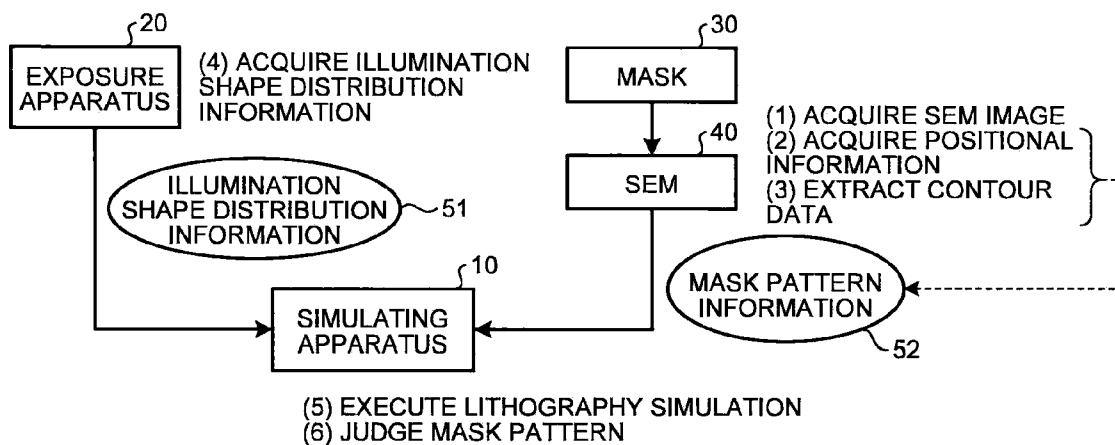 20
EXPOSURE
APPARATUS
(4) ACQUIRE ILLUMINATION
SHAPE DISTRIBUTION
INFORMATION
30
MASK
40
SEM
(1) ACQUIRE SEM IMAGE
(2) ACQUIRE POSITIONAL
INFORMATION
(3) EXTRACT CONTOUR
DATA
ILLUMINATION
SHAPE DISTRIBUTION
INFORMATION
51
10
SIMULATING
APPARATUS
MASK PATTERN
INFORMATION
52
(5) EXECUTE LITHOGRAPHY SIMULATION
(6) JUDGE MASK PATTERN